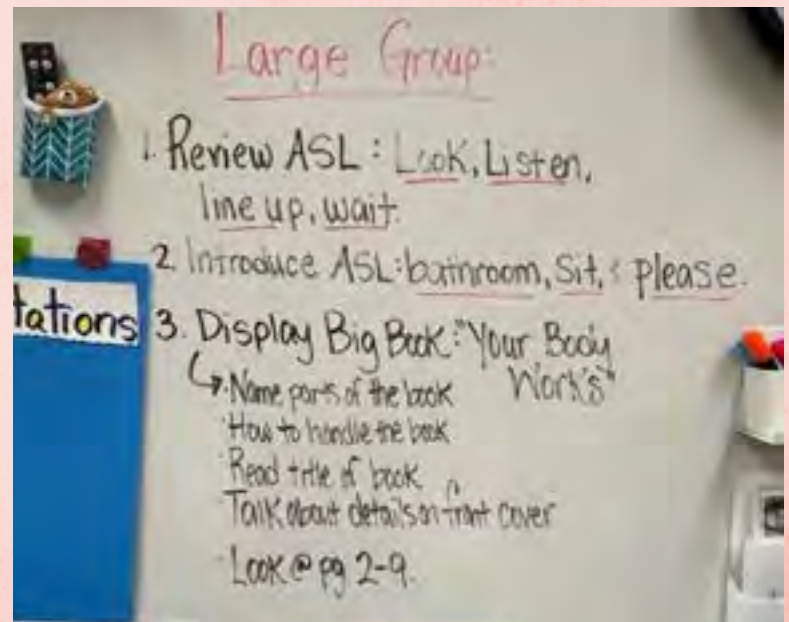 Large Group:
1. Review ASL: Look, Listen,
line up, wait.
2. Introduce ASL: bathroom, Sit, & please.
tations
3. Display Big Book: "Your Body
Work's"
↳ · Name parts of the book
· How to handle the book
· Read title of book
· Talk about details on front cover
· Look @ pg 2-9.